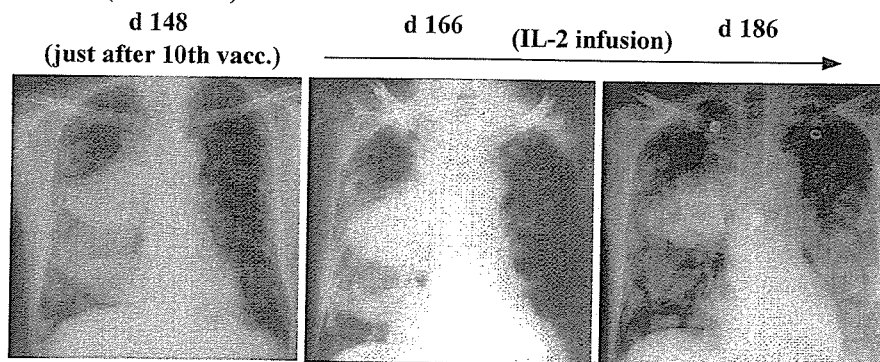 d 148
(just after 10th vacc.)
d 166
(IL-2 infusion)
d 186